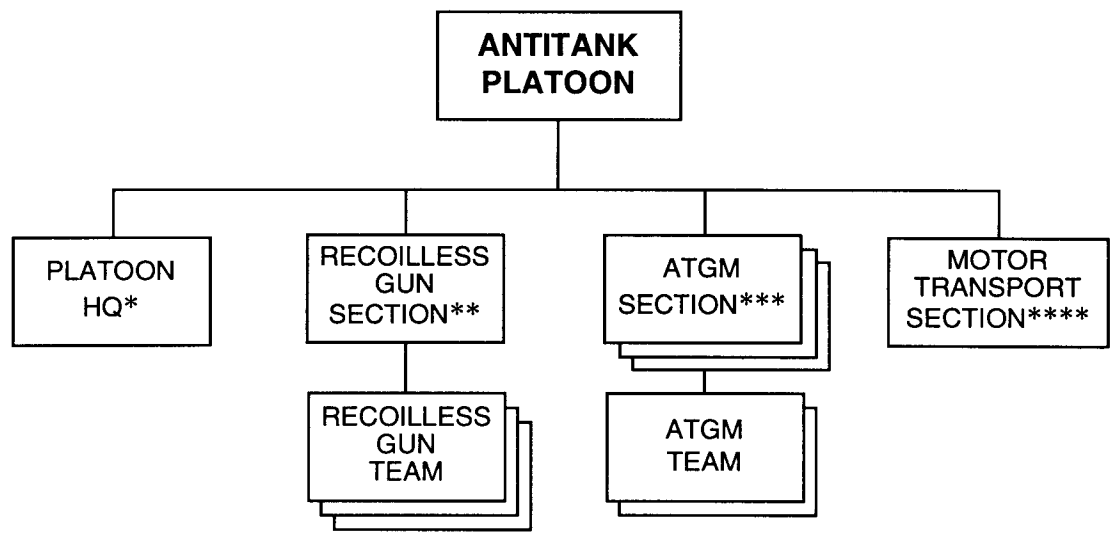 ANTITANK
PLATOON
PLATOON
HQ*
RECOILLESS
GUN
SECTION**
ATGM
SECTION***
MOTOR
TRANSPORT
SECTION****
RECOILLESS
GUN
TEAM
ATGM
TEAM